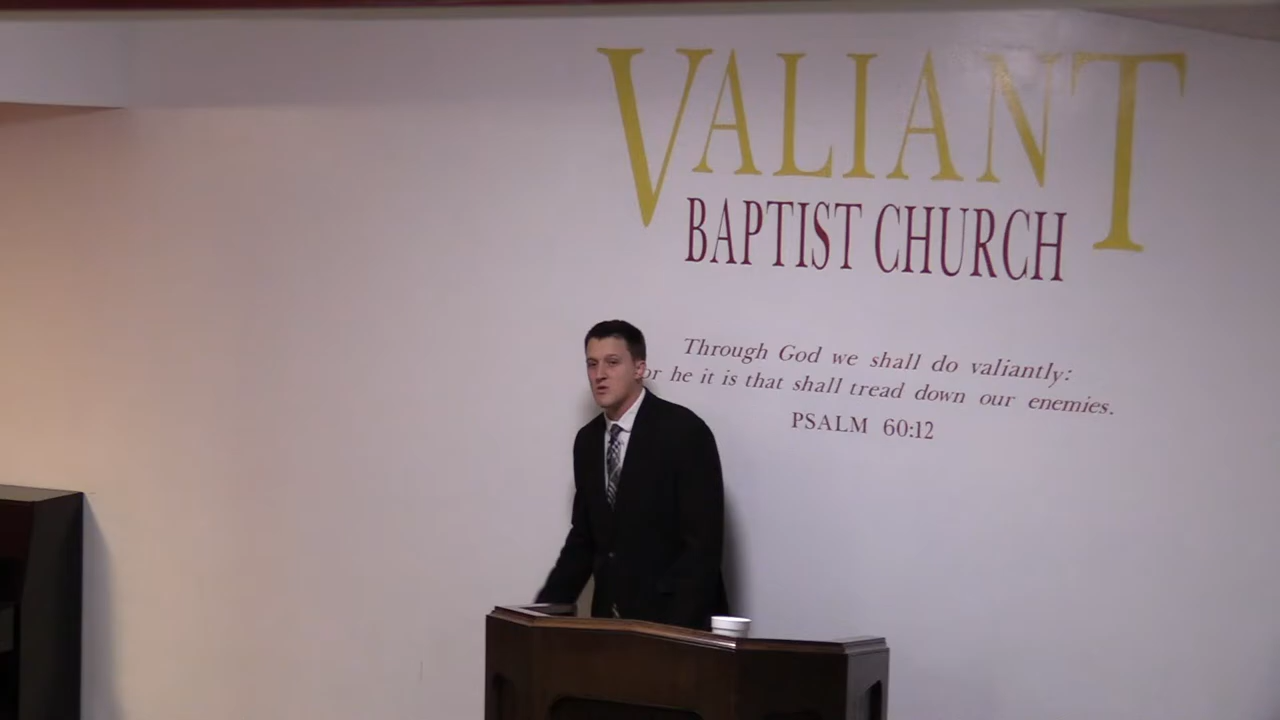 VALIANT
BAPTIST CHURCH
Through God we shall do valiantly:
he it is that shall tread down our enemies.
PSALM 60:12